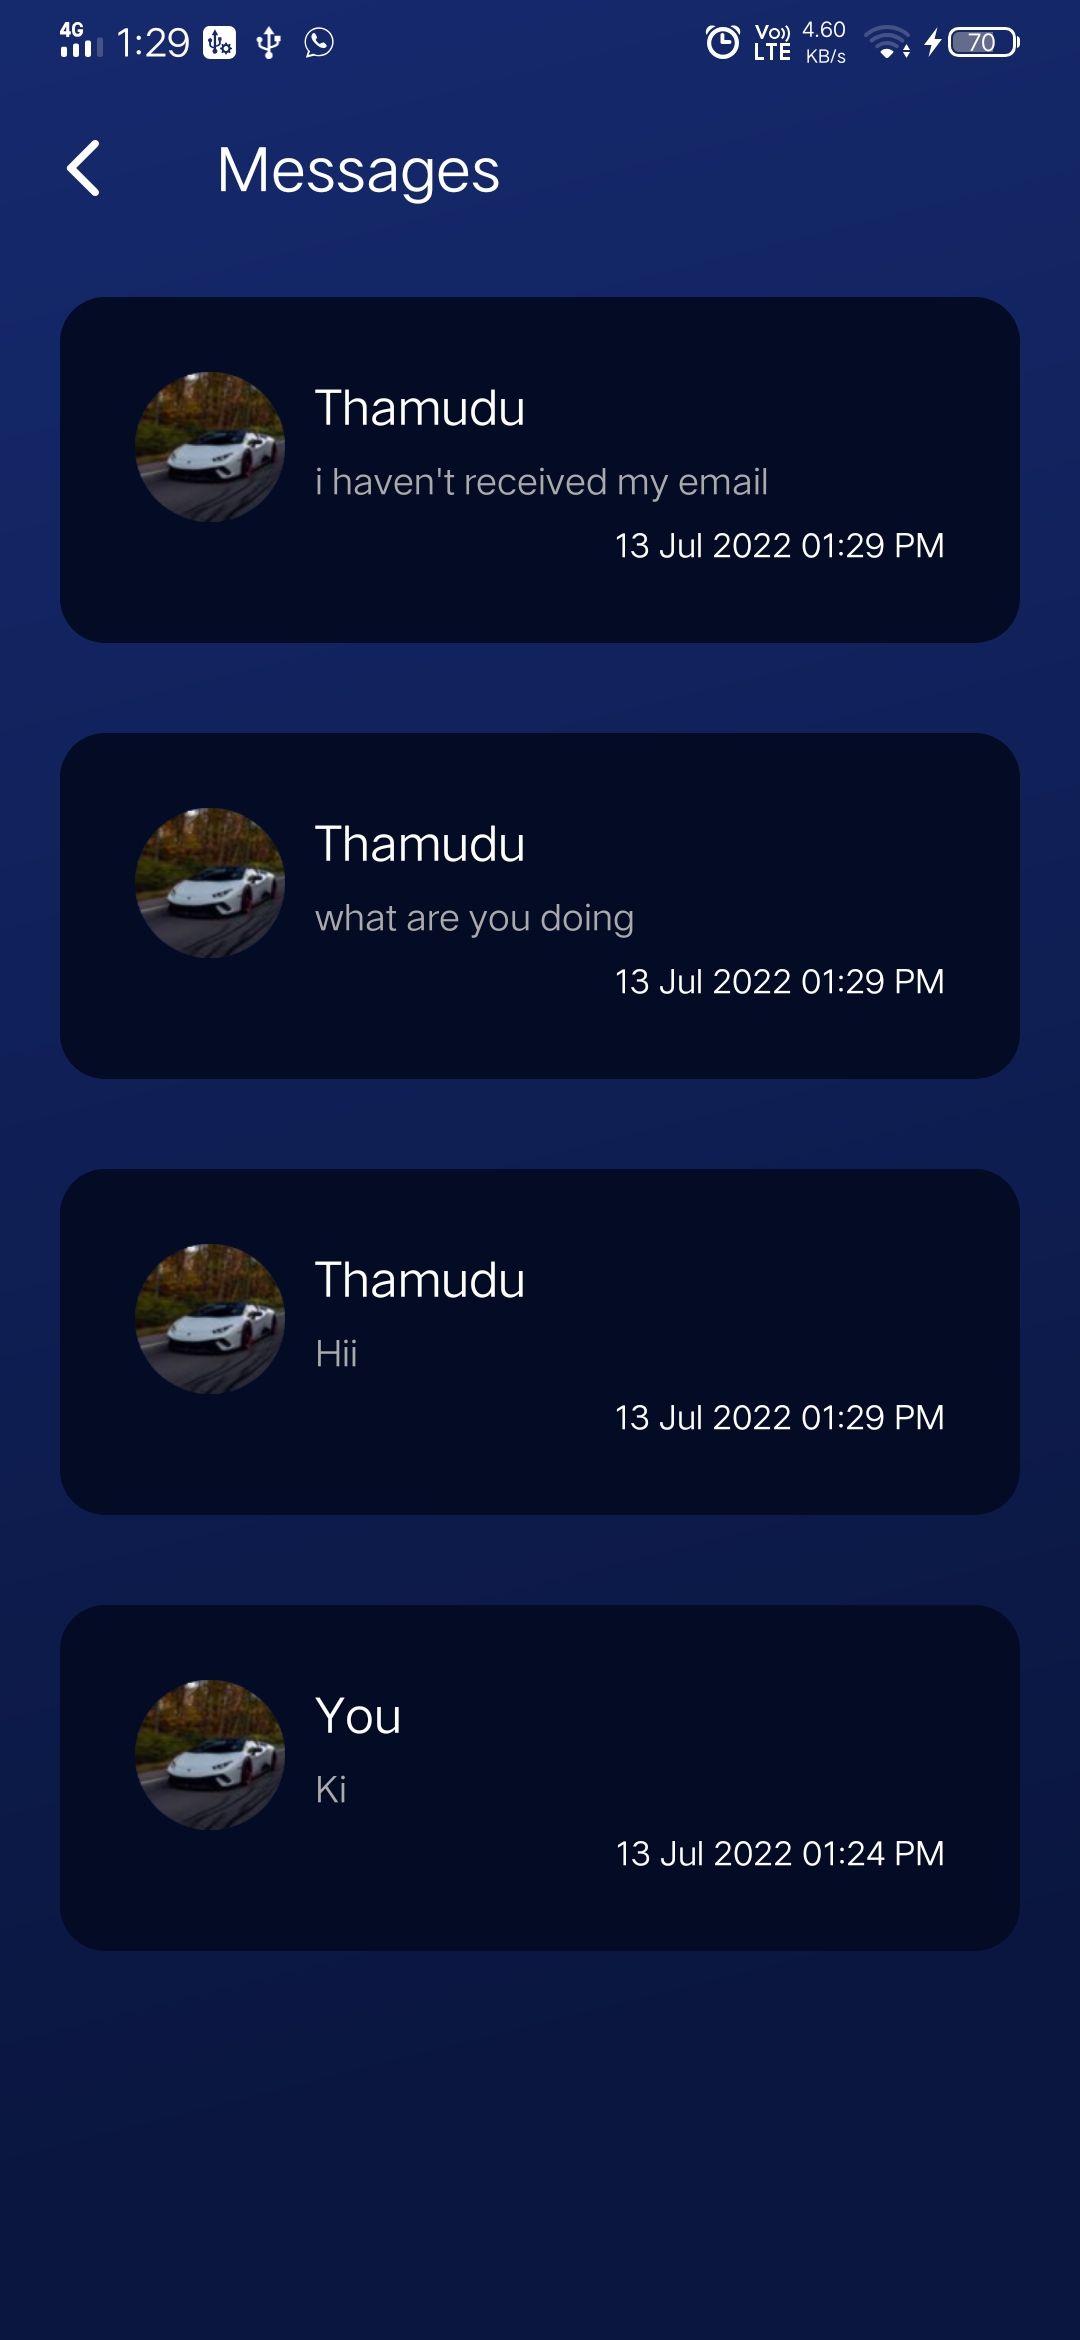 4G 1:29 Vo)) LTE 4.60 KB/s 70
Messages
Thamudu
i haven't received my email
13 Jul 2022 01:29 PM
Thamudu
what are you doing
13 Jul 2022 01:29 PM
Thamudu
Hii
13 Jul 2022 01:29 PM
You
Ki
13 Jul 2022 01:24 PM